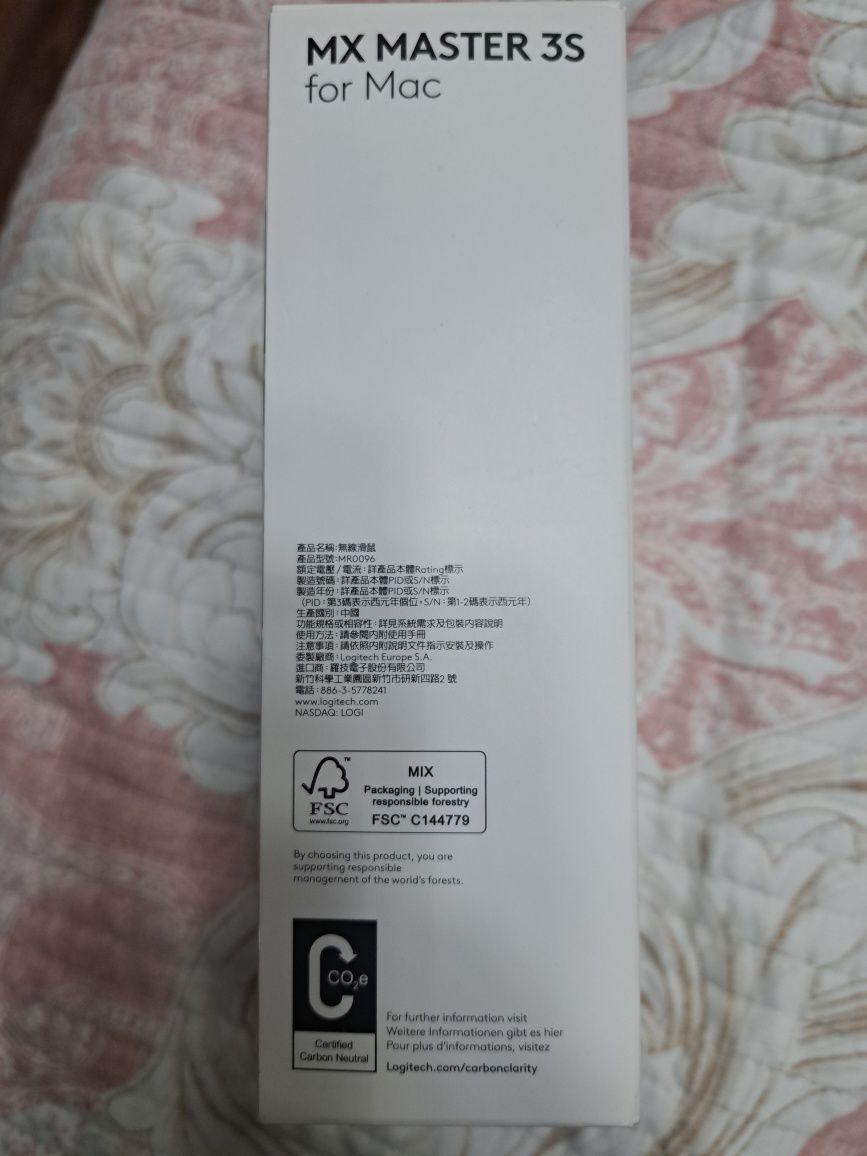 MX MASTER 3S
for Mac
產品名稱:無線滑鼠
產品型號:MR0096
額定電壓/電流:詳產品本體Rating標示
製造號碼:詳產品本體PID或S/N標示
製造年份:詳產品本體PID或S/N標示
(PID:第3碼表示西元年個位，S/N:第1-2碼表示西元年)
生產國別:中國
功能規格或相容性:詳見系統需求及包裝內容說明
使用方法:請參閱內附使用手冊
注意事項:請依照內附說明文件指示安裝及操作
委製廠商:Logitech Europe S.A.
進口商:羅技電子股份有限公司
新竹科學工業園區新竹市研新四路2 號
電話:886-3-5778241
www.logitech.com
NASDAQ: LOGI
FSC
www.fsc.org
™
MIX
Packaging | Supporting
responsible forestry
FSC™ C144779
By choosing this product, you are
supporting responsible
management of the world's forests.
CO₂e
Certified
Carbon Neutral
For further information visit
Weitere Informationen gibt es hier
Pour plus d'informations, visitez
Logitech.com/carbonclarity